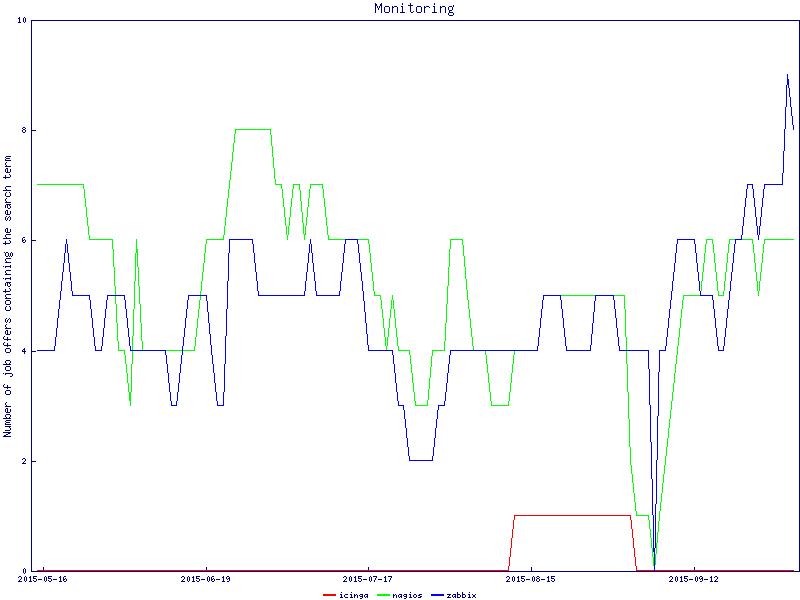 Monitoring
Number of job offers containing the search term
10
8
6
4
2
0
2015-05-16 2015-06-19 2015-07-17 2015-08-15 2015-09-12
icinga nagios zabbix